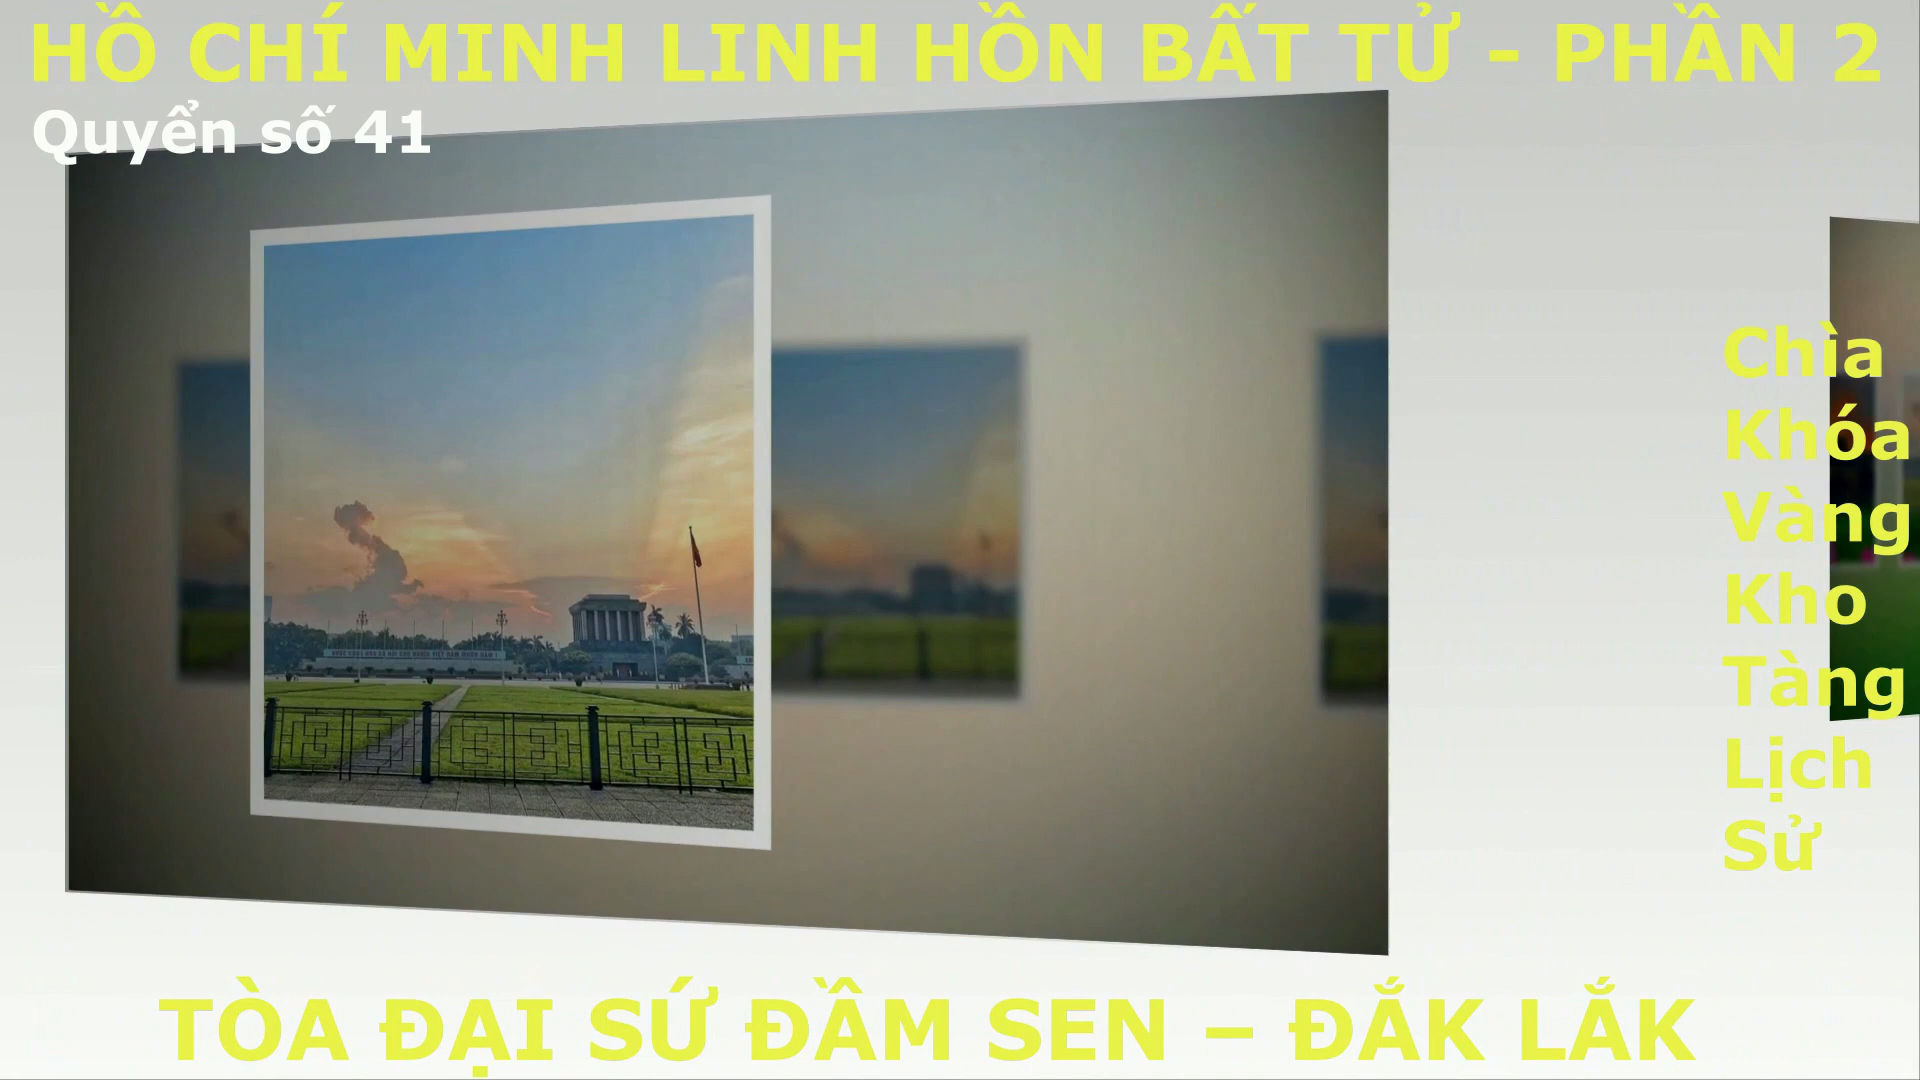 HỒ CHÍ MINH LINH HỒN BẤT TỬ - PHẦN 2
Quyển số 41
Chìa
Khóa
Vàng
Kho
Tàng
Lịch
Sử
TÒA ĐẠI SỨ ĐẦM SEN – ĐẮK LẮK